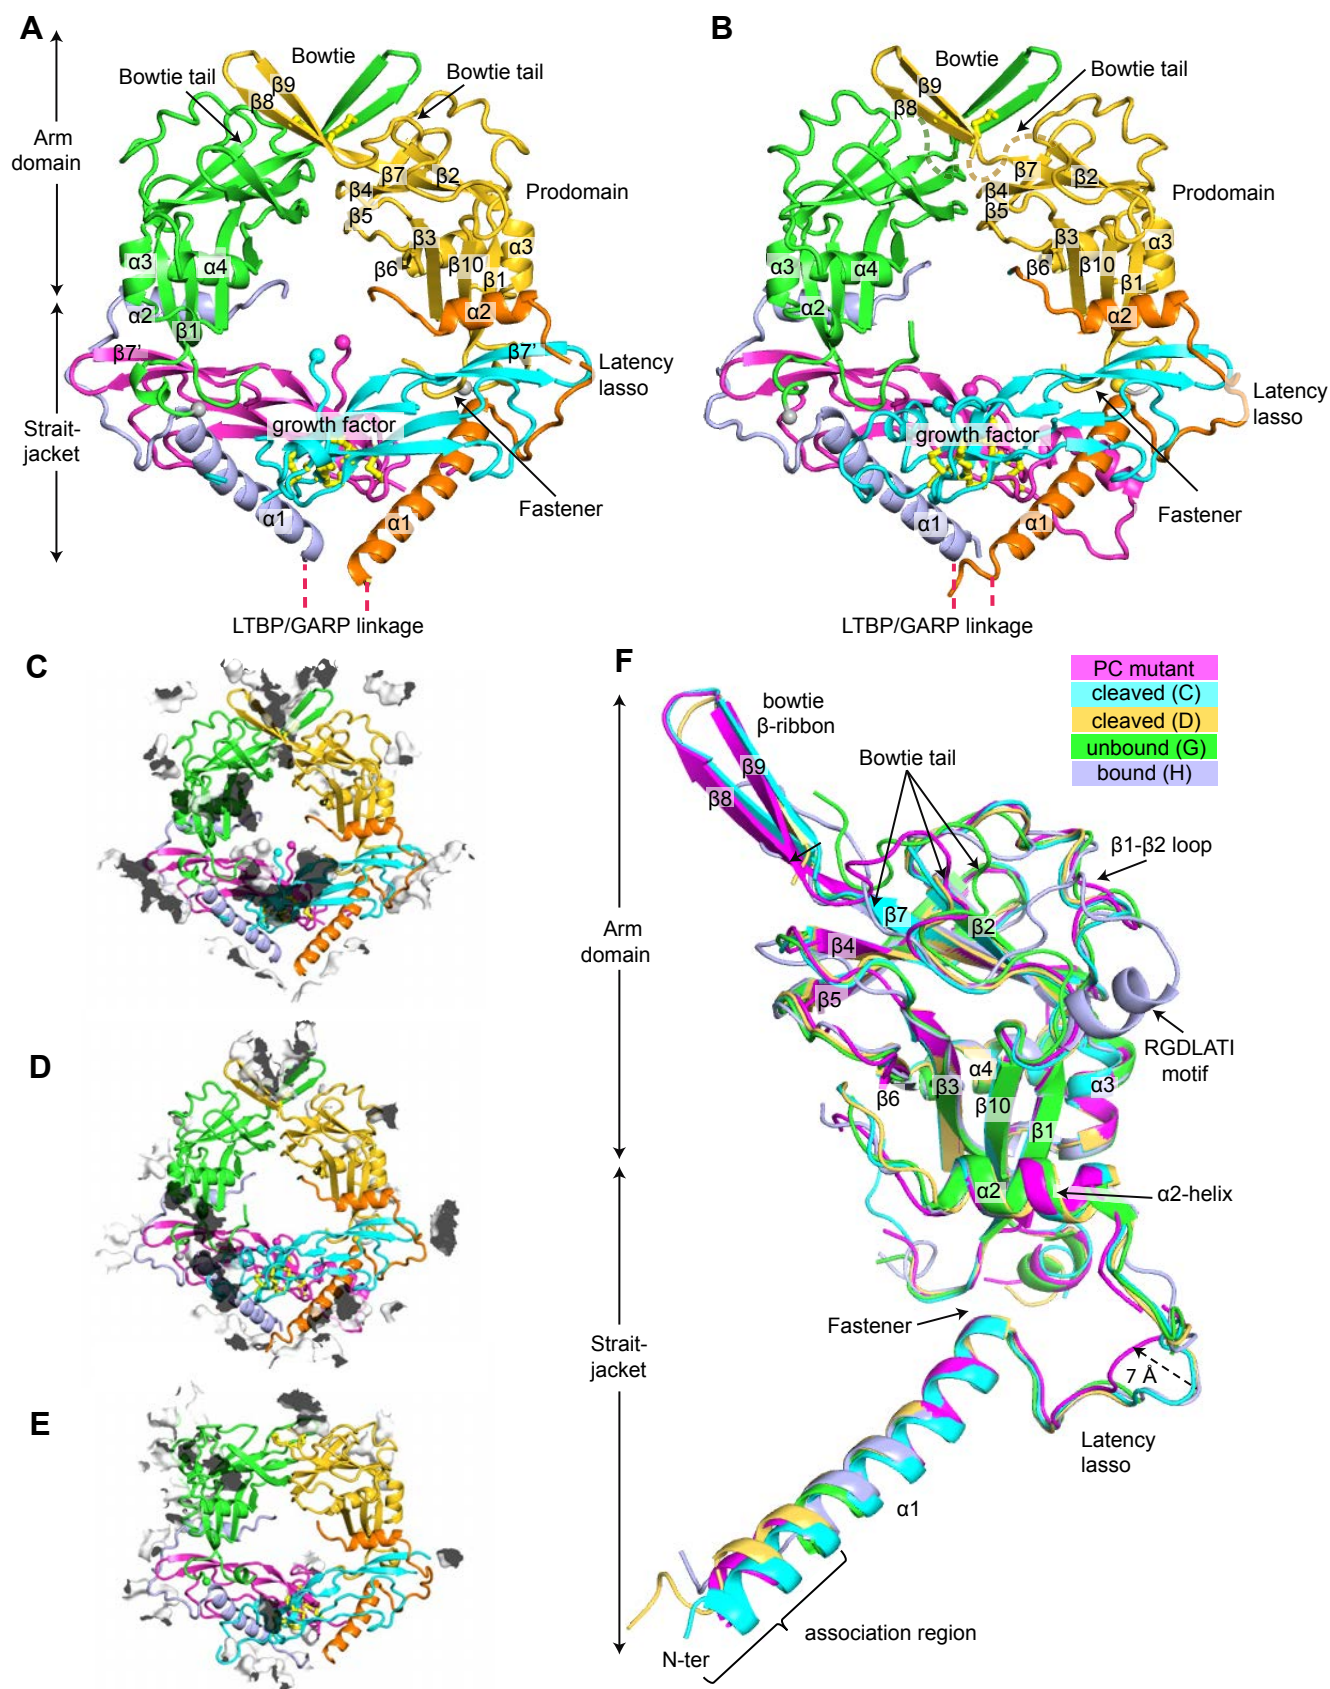 A
Bowtie
Bowtie tail
Bowtie tail
β9
β8
Arm
domain
β7
β2
β4
β5
Prodomain
β3
α3
α3
α4
β6
β10
β1
α2
α2
β1
β7’
β7’
Latency
lasso
growth factor
Strait-
jacket
Fastener
α1
α1
LTBP/GARP linkage
B
Bowtie
Bowtie tail
β9
β8
β7
β2
β4
β5
Prodomain
β3
α3
α3
α4
β6
β10
β1
α2
α2
Latency
lasso
growth factor
Fastener
α1
α1
LTBP/GARP linkage
C
D
E
F
PC mutant
cleaved (C)
cleaved (D)
unbound (G)
bound (H)
bowtie
β-ribbon
β9
β8
Bowtie tail
β1-β2 loop
β7
β2
Arm
domain
β4
β5
RGDLATI
motif
α4
β3
α3
β6
β10
β1
α2
α2-helix
Fastener
Strait-
jacket
7 Å
Latency
lasso
α1
association region
N-ter